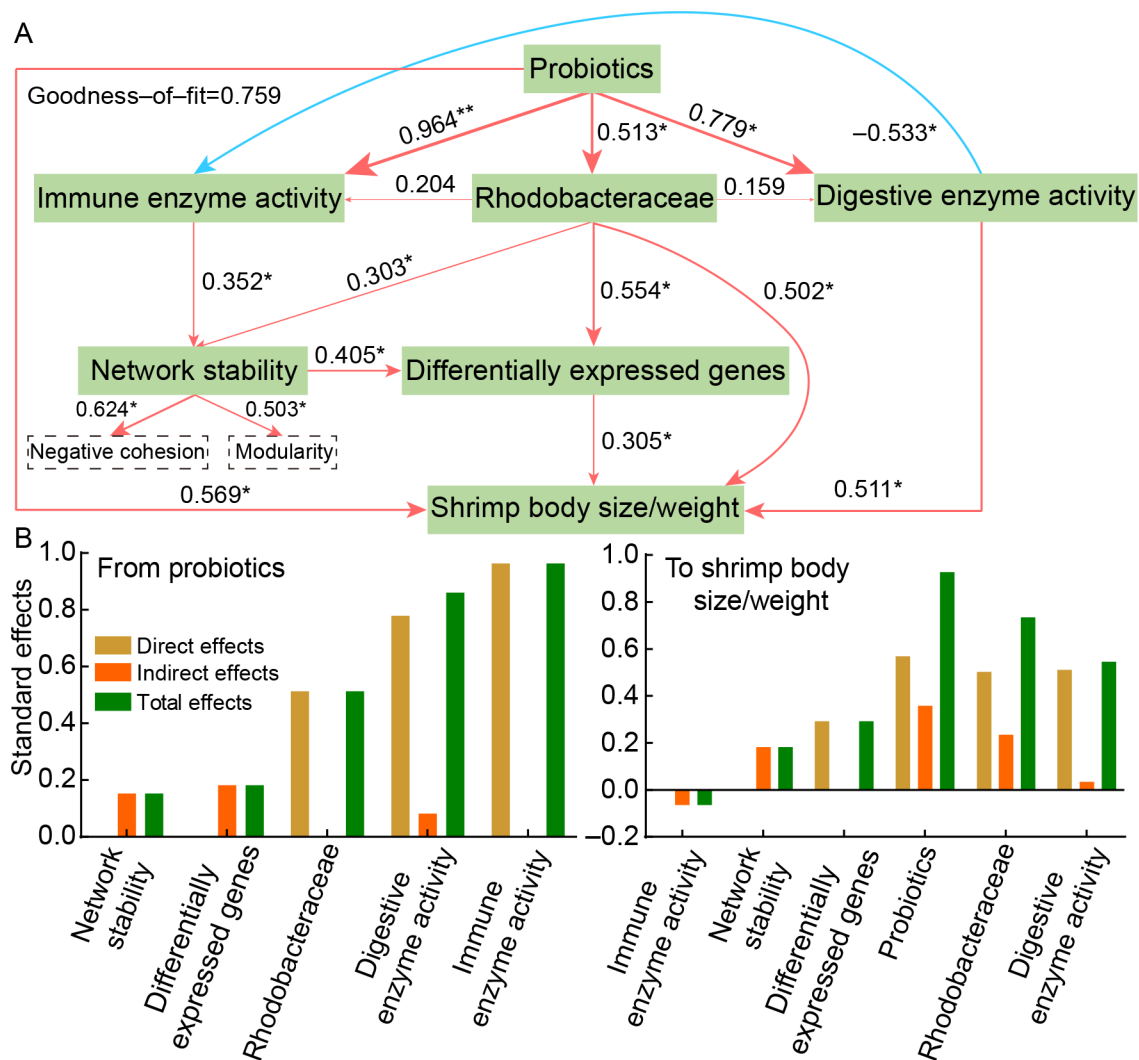 A
Probiotics
Goodness–of–fit=0.759
0.964**
0.513*
0.779*
–0.533*
Immune enzyme activity
0.204
Rhodobacteraceae
0.159
Digestive enzyme activity
0.352*
0.303*
0.554*
0.502*
Network stability
0.405*
Differentially expressed genes
0.624*
0.503*
Negative cohesion
Modularity
0.305*
0.569*
Shrimp body size/weight
0.511*
B
Standard effects
1.0
0.8
0.6
0.4
0.2
0.0
From probiotics
Direct effects
Indirect effects
Total effects
Network
stability
Differentially
expressed genes
Rhodobacteraceae
Digestive
enzyme activity
Immune
enzyme activity
1.0
0.8
0.6
0.4
0.2
0.0
–0.2
To shrimp body
size/weight
Immune
enzyme activity
Network
stability
Differentially
expressed genes
Probiotics
Rhodobacteraceae
Digestive
enzyme activity